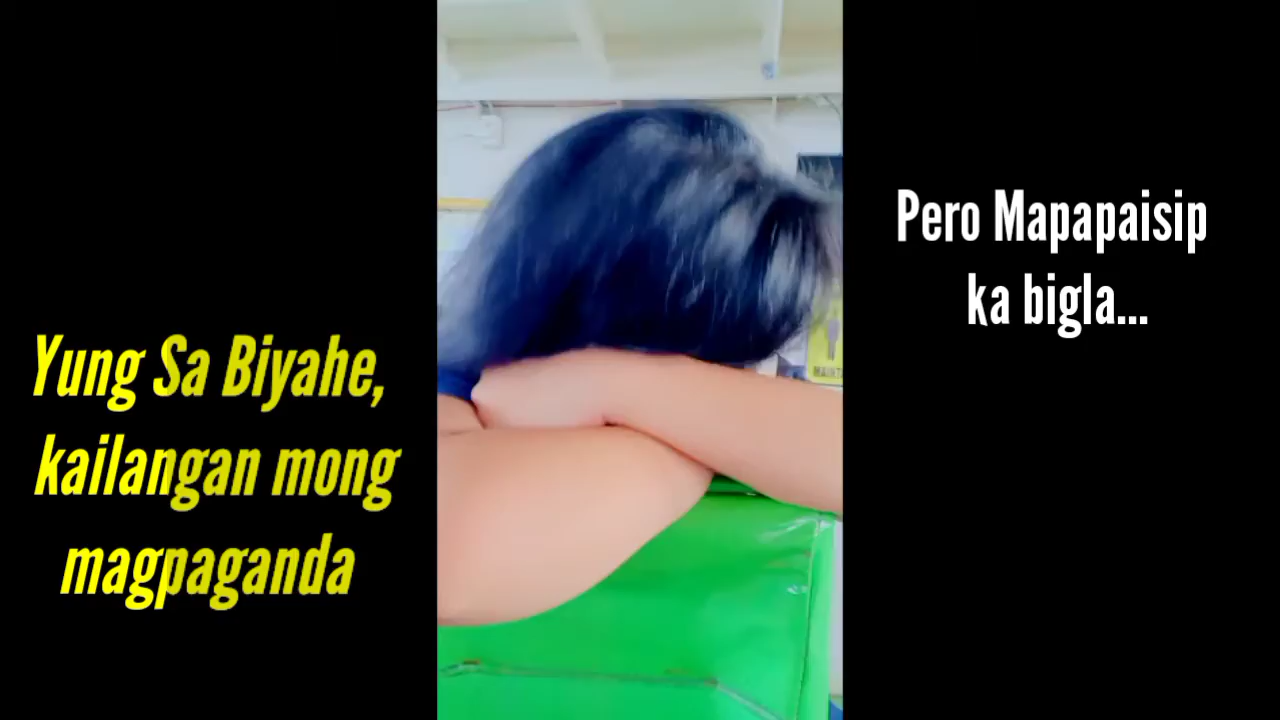 Yung Sa Biyahe,
kailangan mong
magpaganda
Pero Mapapaisip
ka bigla...